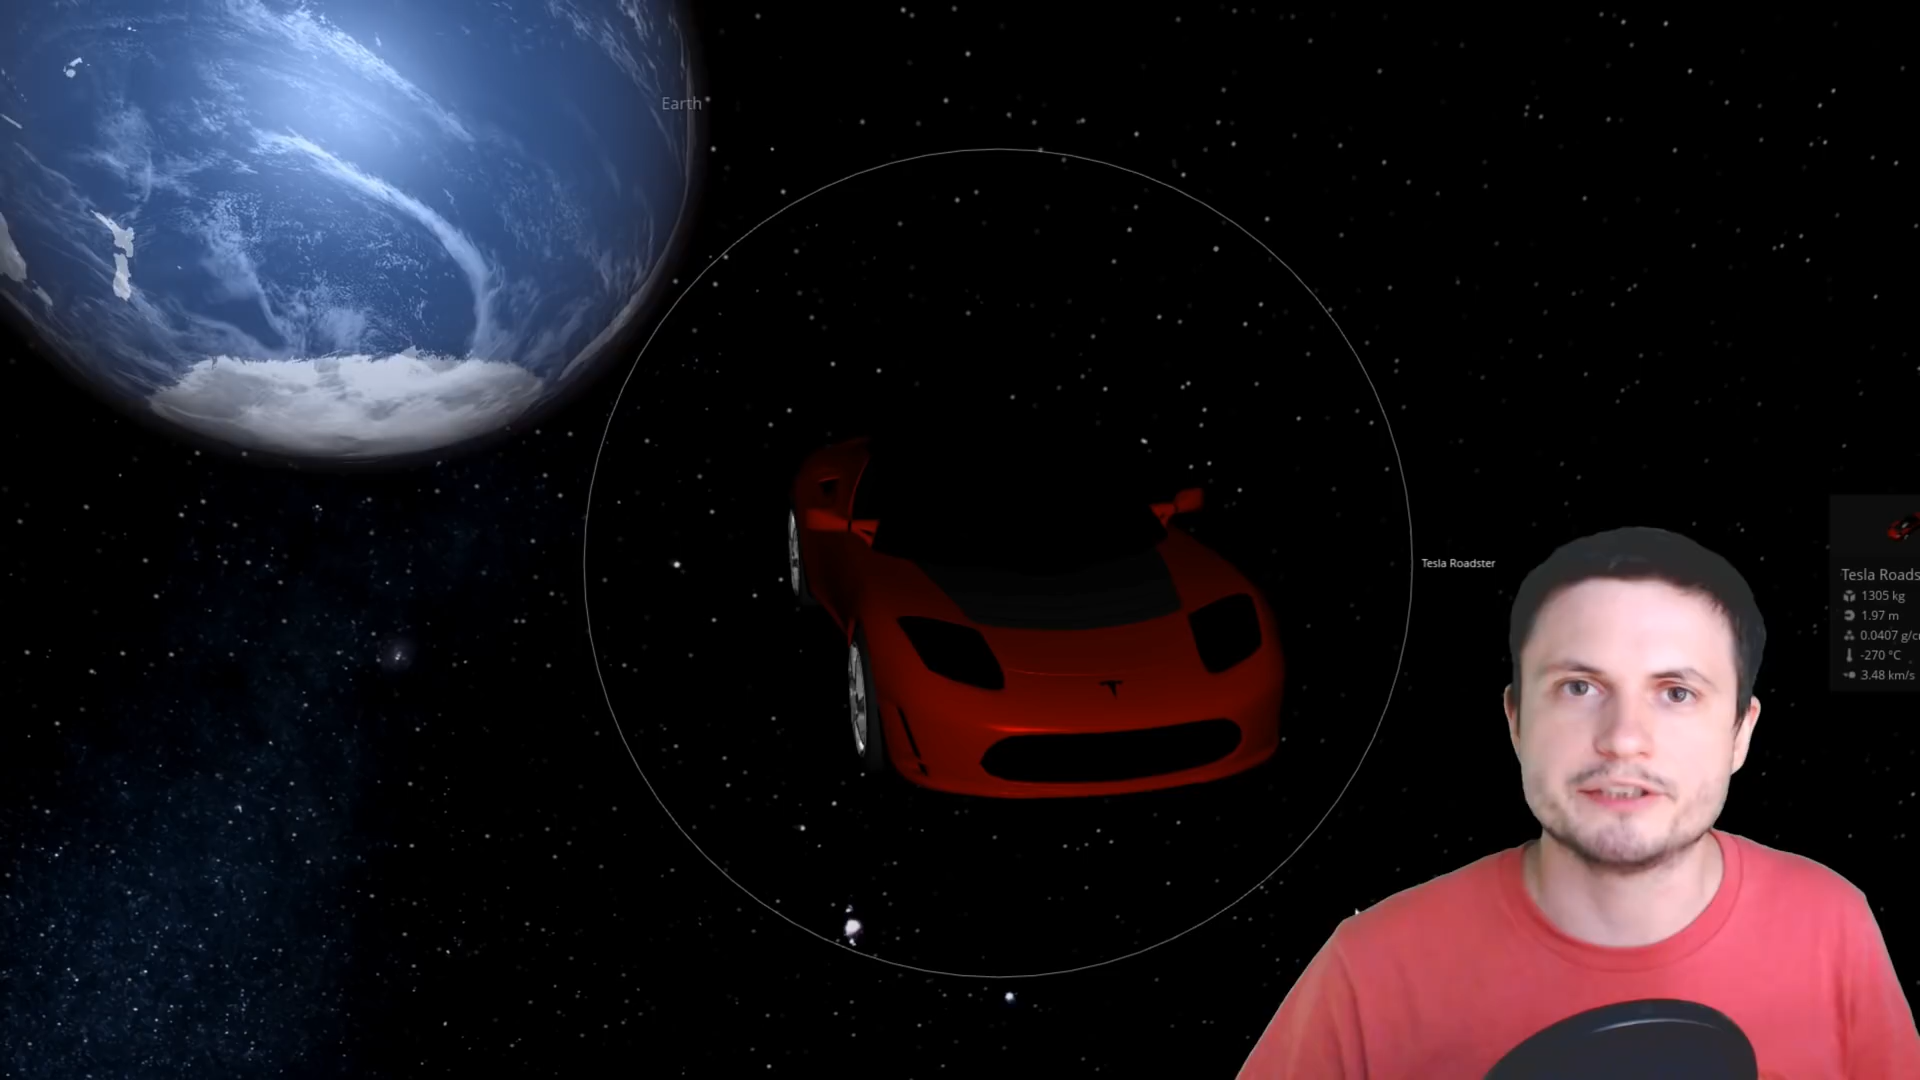 Earth
Tesla Roadster
Tesla Roads
1305 kg
1.97 m
0.0407 g/c
-270 °C
3.48 km/s